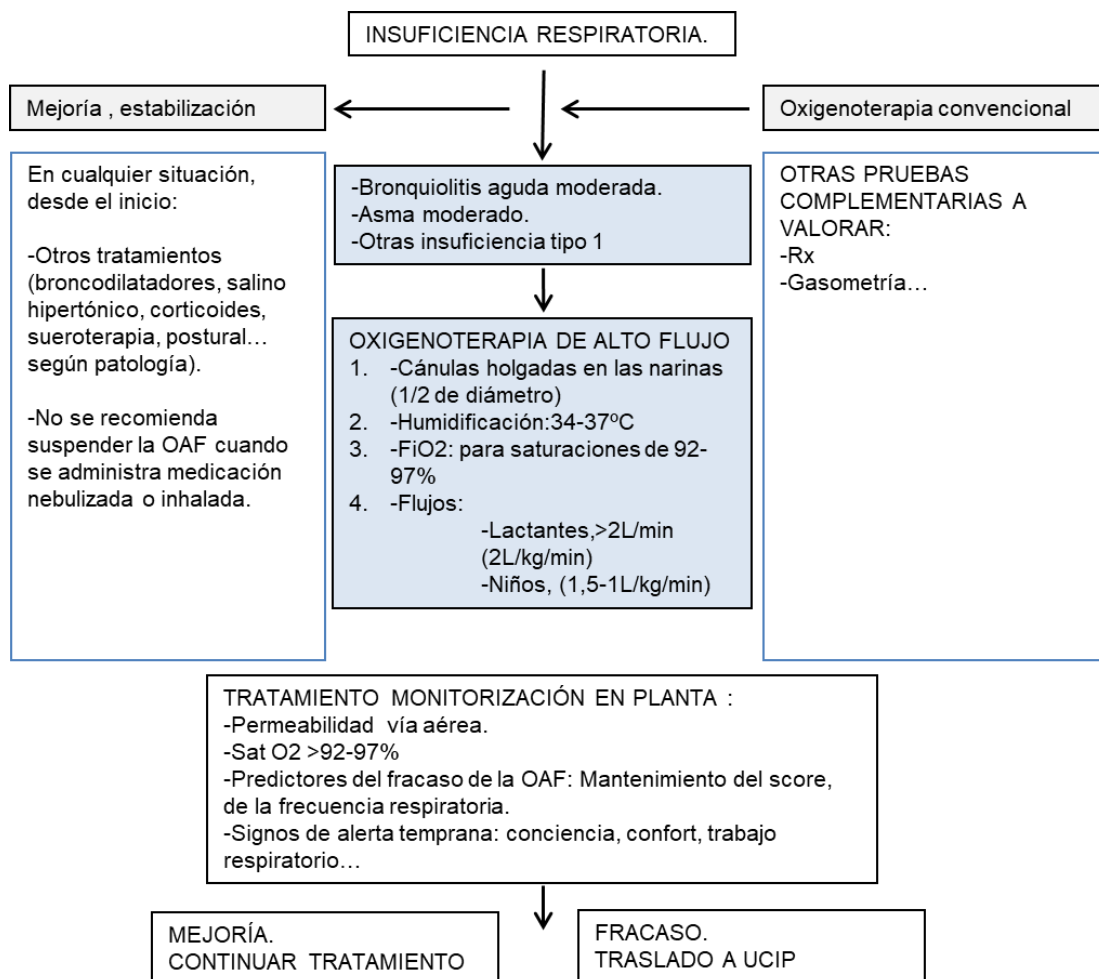 INSUFICIENCIA RESPIRATORIA.
Mejoría , estabilización
Oxigenoterapia convencional
En cualquier situación,
desde el inicio:
-Otros tratamientos
(broncodilatadores, salino
hipertónico, corticoides,
sueroterapia, postural…
según patología).
-No se recomienda
suspender la OAF cuando
se administra medicación
nebulizada o inhalada.
-Bronquiolitis aguda moderada.
-Asma moderado.
-Otras insuficiencia tipo 1
OXIGENOTERAPIA DE ALTO FLUJO
1. -Cánulas holgadas en las narinas
(1/2 de diámetro)
2. -Humidificación:34-37ºC
3. -FiO2: para saturaciones de 92-
97%
4. -Flujos:
-Lactantes,>2L/min
(2L/kg/min)
-Niños, (1,5-1L/kg/min)
OTRAS PRUEBAS
COMPLEMENTARIAS A
VALORAR:
-Rx
-Gasometría…
TRATAMIENTO MONITORIZACIÓN EN PLANTA :
-Permeabilidad vía aérea.
-Sat O2 >92-97%
-Predictores del fracaso de la OAF: Mantenimiento del score,
de la frecuencia respiratoria.
-Signos de alerta temprana: conciencia, confort, trabajo
respiratorio…
MEJORÍA.
CONTINUAR TRATAMIENTO
FRACASO.
TRASLADO A UCIP